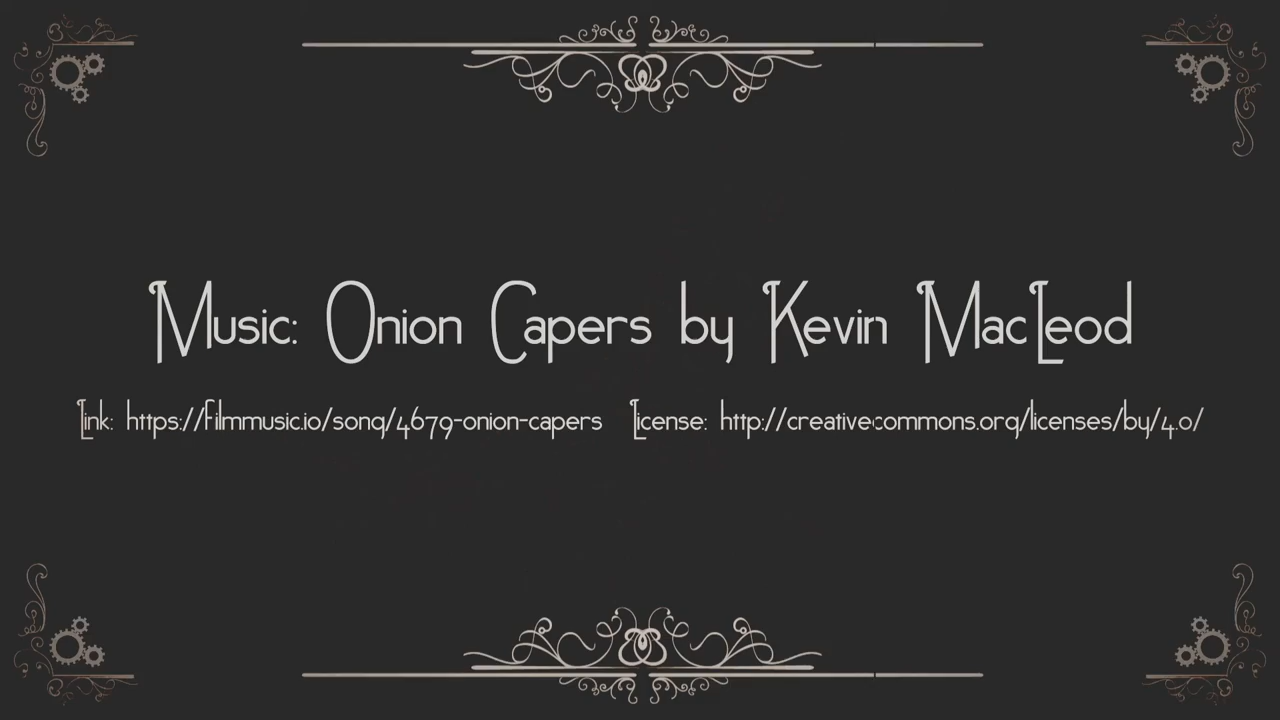 Music: Onion Capers by Kevin MacLeod
Link: https://filmmusic.io/song/4679-onion-capers License: http://creativecommons.org/licenses/by/4.0/